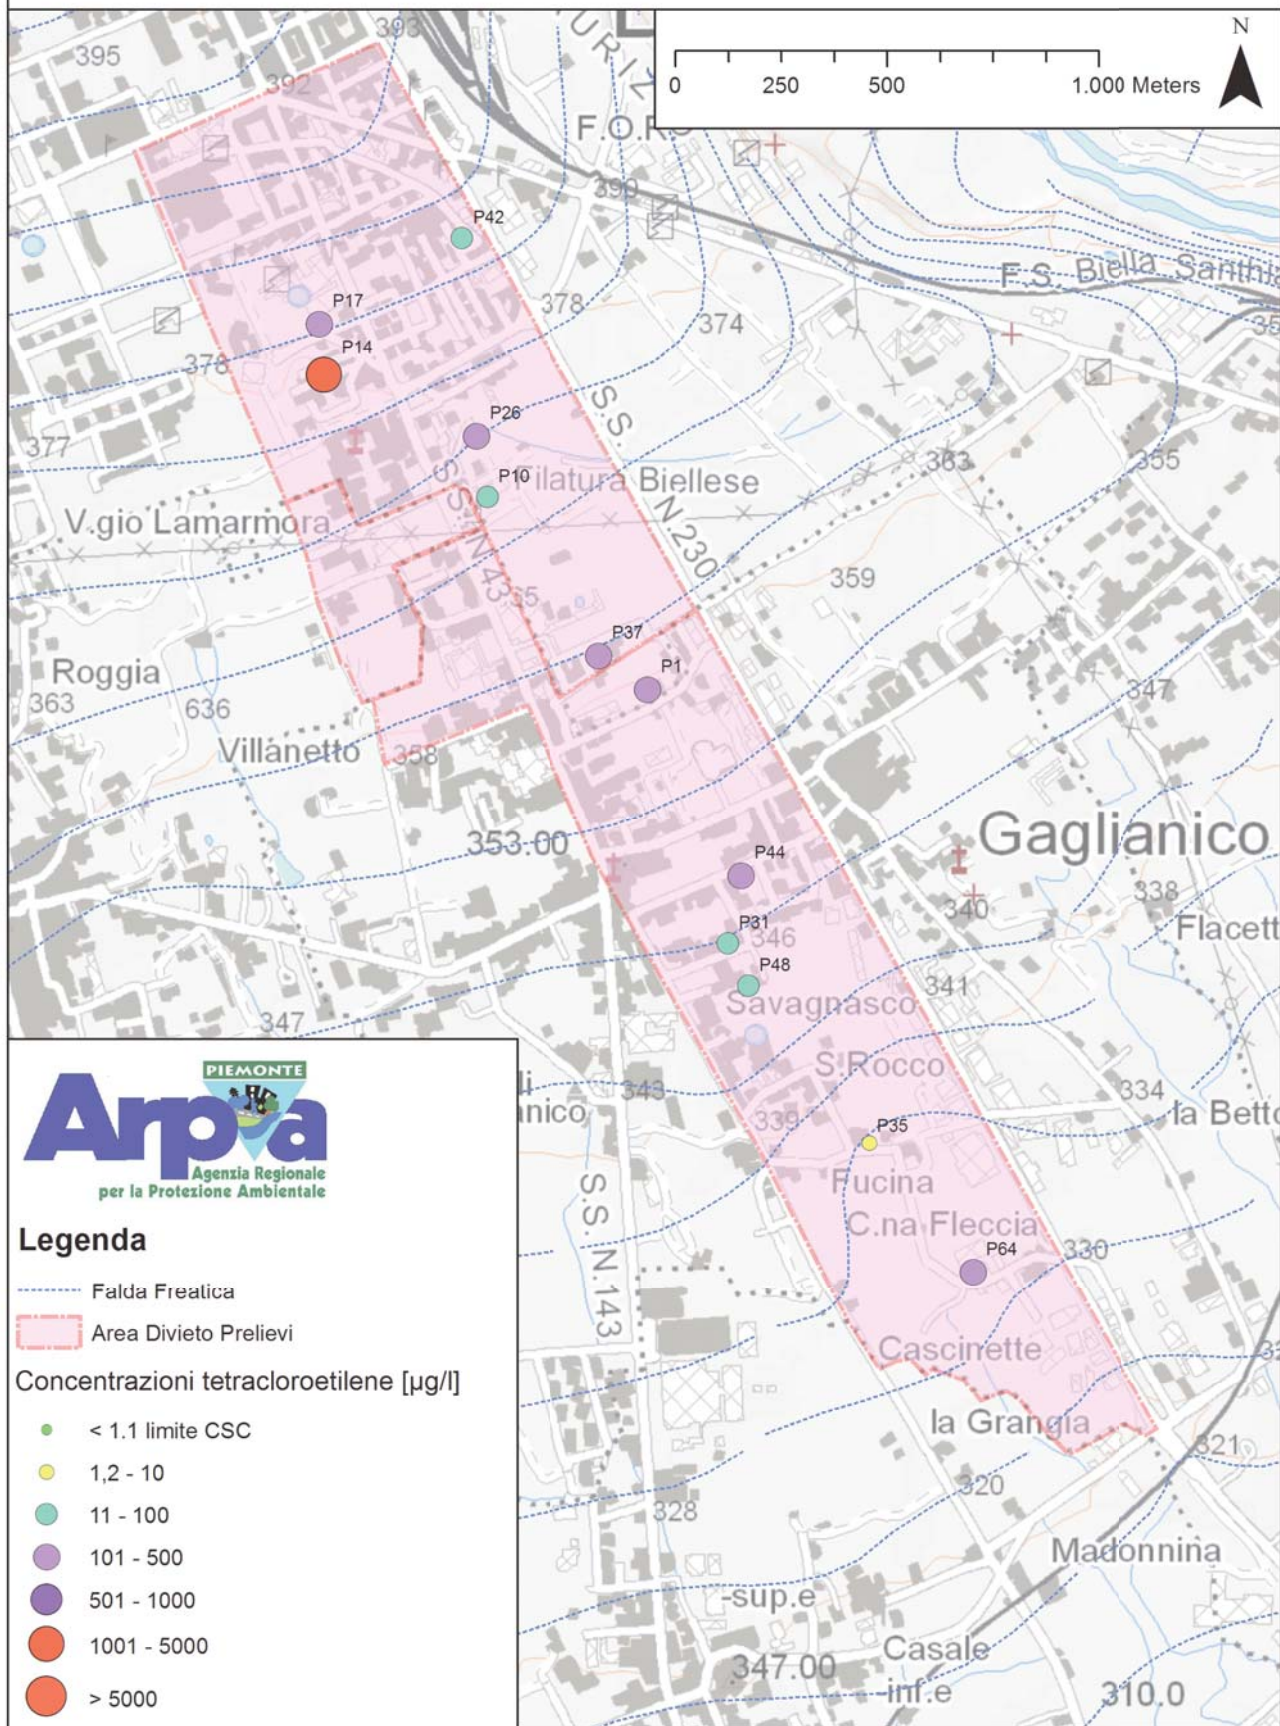 393
395
392
0 250 500 1.000 Meters
N
F.O.R
390
P42
F.S. Biella Santhi
378
374
P17
P14
378
P26
377
S.S. N.230
363
355
P10
Filatura Biellese
V.gio Lamarmora
359
P37
P1
Roggia
363
636
347
Villanetto
358
353.00
Gaglianico
P44
338
340
Flacett
P31
346
P48
341
Savagnasco
347
S.Rocco
343
334
anico
la Betto
339
P35
Fucina
S.S. N.143
C.na Fleccia
P64
330
Cascinette
la Grangia
321
320
328
Madonnina
-sup.e
Casale
-inf.e
347.00
310.0
PIEMONTE
Arpa
Agenzia Regionale
per la Protezione Ambientale
Legenda
Falda Freatica
Area Divieto Prelievi
Concentrazioni tetracloroetilene [µg/l]
< 1.1 limite CSC
1,2 - 10
11 - 100
101 - 500
501 - 1000
1001 - 5000
> 5000